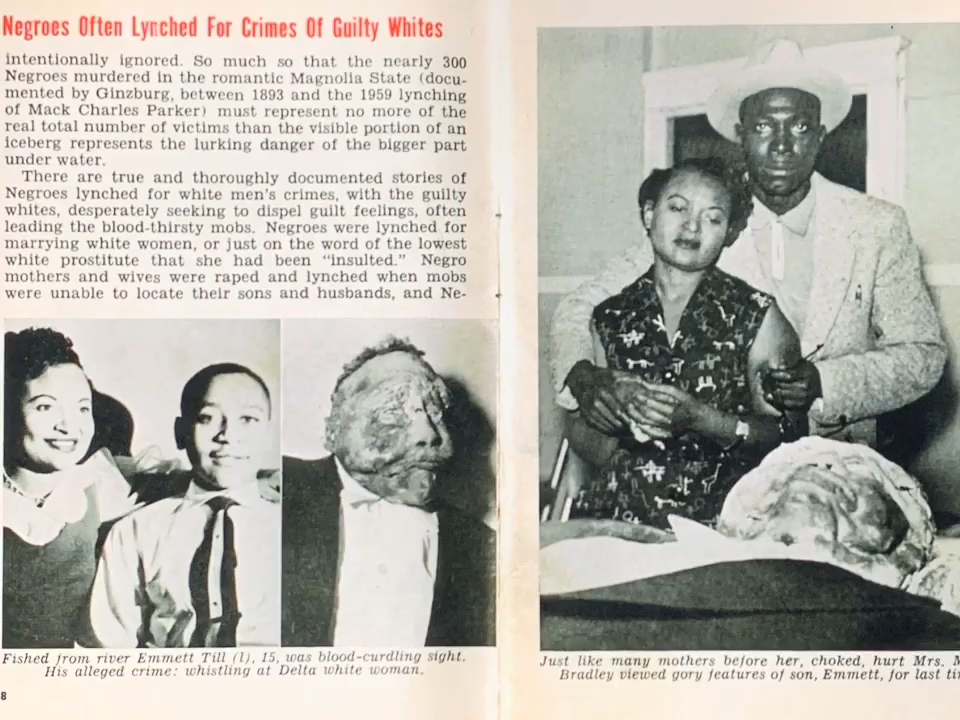 Negroes Often Lynched For Crimes Of Guilty Whites
intentionally ignored. So much so that the nearly 300
Negroes murdered in the romantic Magnolia State (docu-
mented by Ginzburg, between 1893 and the 1959 lynching
of Mack Charles Parker) must represent no more of the
real total number of victims than the visible portion of an
iceberg represents the lurking danger of the bigger part
under water.
There are true and thoroughly documented stories of
Negroes lynched for white men's crimes, with the guilty
whites, desperately seeking to dispel guilt feelings, often
leading the blood-thirsty mobs. Negroes were lynched for
marrying white women, or just on the word of the lowest
white prostitute that she had been “insulted.” Negro
mothers and wives were raped and lynched when mobs
were unable to locate their sons and husbands, and Ne-
Fished from river Emmett Till (l), 15, was blood-curdling sight.
His alleged crime: whistling at Delta white woman.
8
Just like many mothers before her, choked, hurt Mrs. M
Bradley viewed gory features of son, Emmett, for last ti